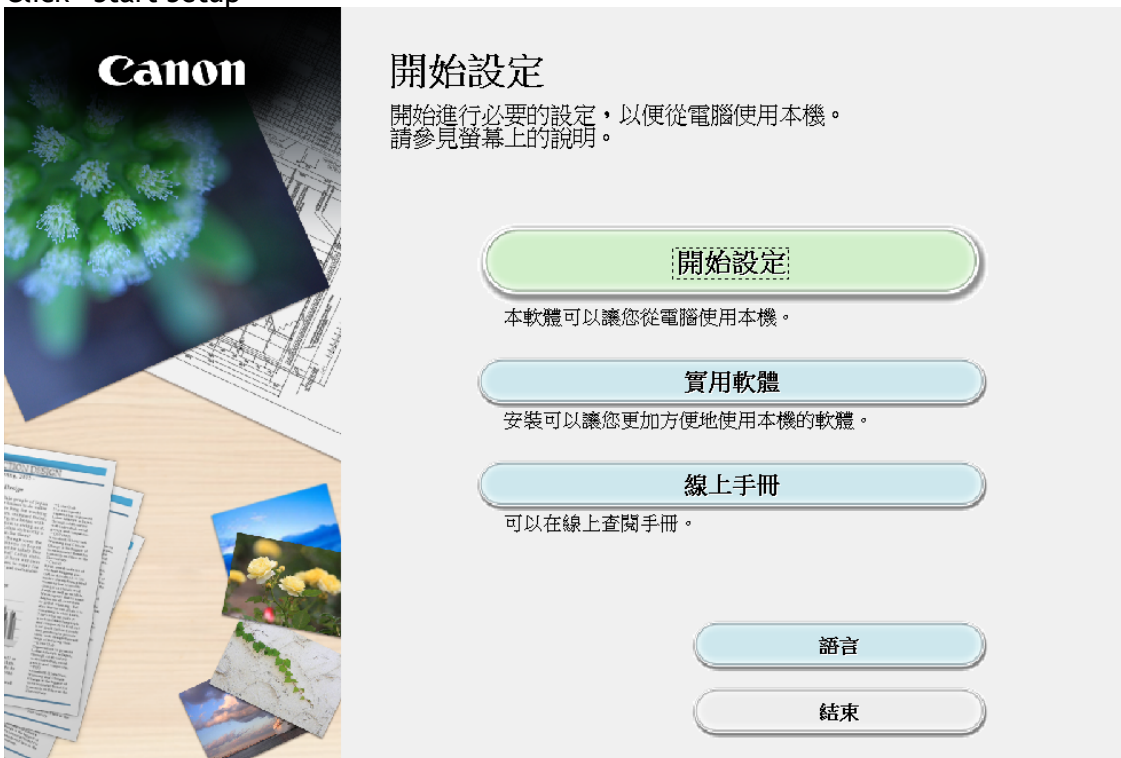 Click "Start Setup"
Canon
開始設定
開始進行必要的設定，以便從電腦使用本機。
請參見螢幕上的說明。
開始設定
本軟體可以讓您從電腦使用本機。
實用軟體
安裝可以讓您更加方便地使用本機的軟體。
線上手冊
可以在線上查閱手冊。
語言
結束